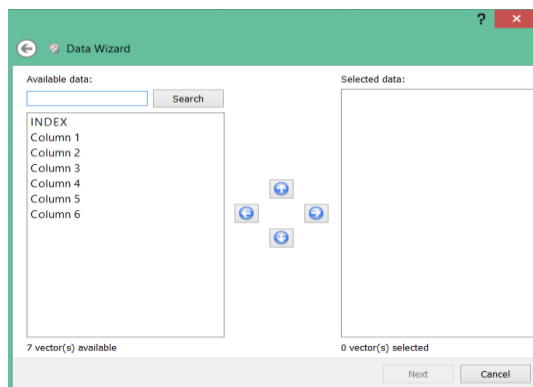 ?
Data Wizard
Available data:
Selected data:
Search
INDEX
Column 1
Column 2
Column 3
Column 4
Column 5
Column 6
7 vector(s) available
0 vector(s) selected
Next
Cancel